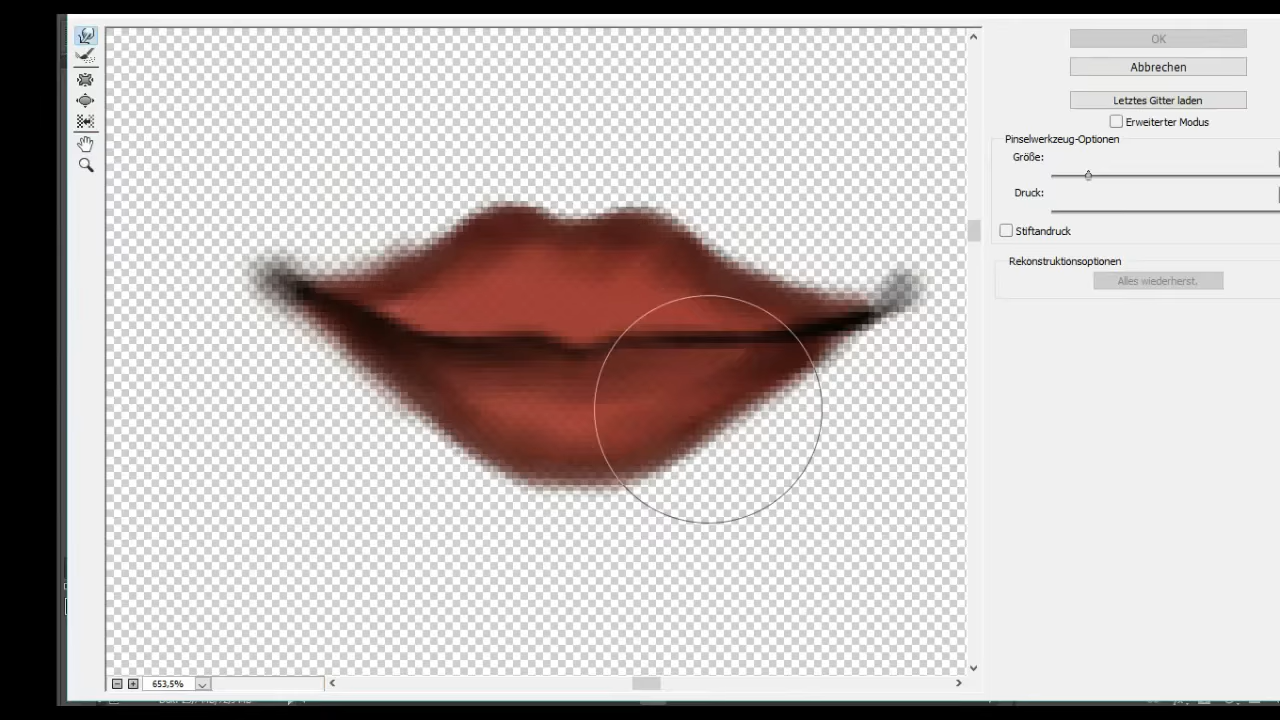 OK
Abbrechen
Letztes Gitter laden
Erweiterter Modus
Pinselwerkzeug-Optionen
Größe:
Druck:
Stiftandruck
Rekonstruktionsoptionen
Alles wiederherst.
653,5%